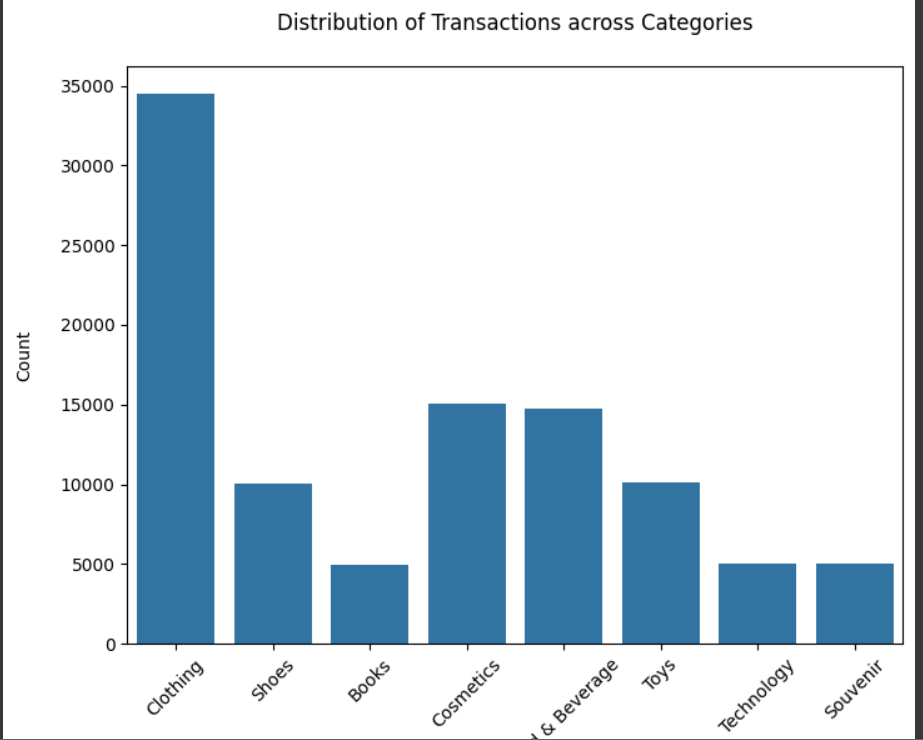 Distribution of Transactions across Categories
35000
30000
25000
20000
15000
10000
5000
0
Count
Clothing
Shoes
Books
Cosmetics
& Beverage
Toys
Technology
Souvenir